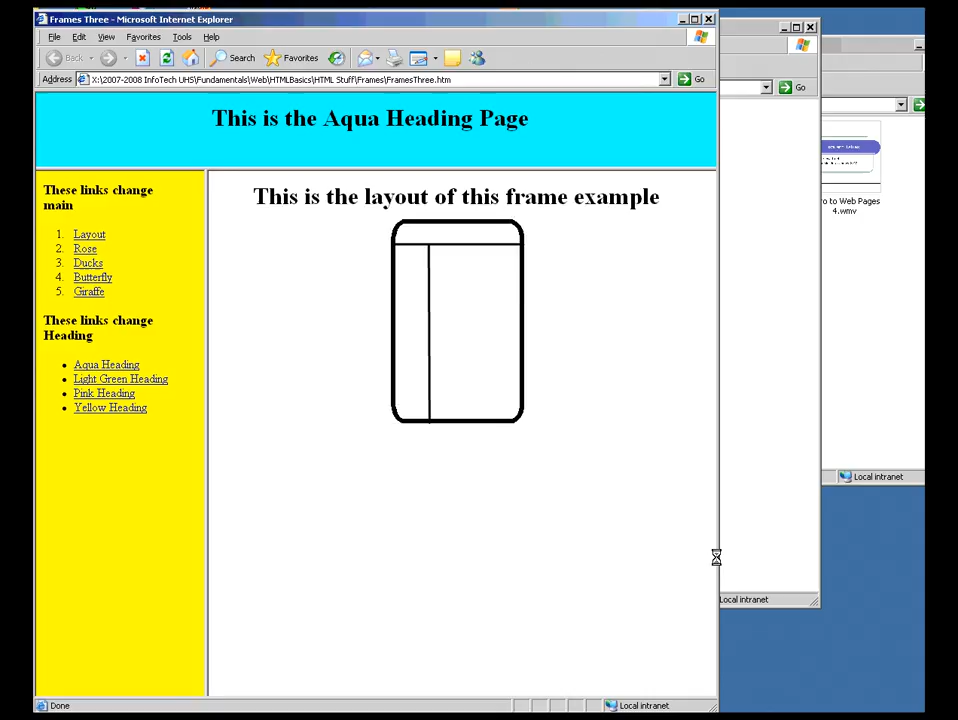 Frames Three - Microsoft Internet Explorer
File Edit View Favorites Tools Help
Back Search Favorites
Address X:\2007-2008 InfoTech UHS\Fundamentals\Web\HTMLBasics\HTML Stuff\Frames\FramesThree.htm Go
Go
This is the Aqua Heading Page
These links change
main
1. Layout
2. Rose
3. Ducks
4. Butterfly
5. Giraffe
These links change
Heading
• Aqua Heading
• Light Green Heading
• Pink Heading
• Yellow Heading
This is the layout of this frame example
o to Web Pages
4.wmv
Local intranet
Local intranet
Done
Local intranet